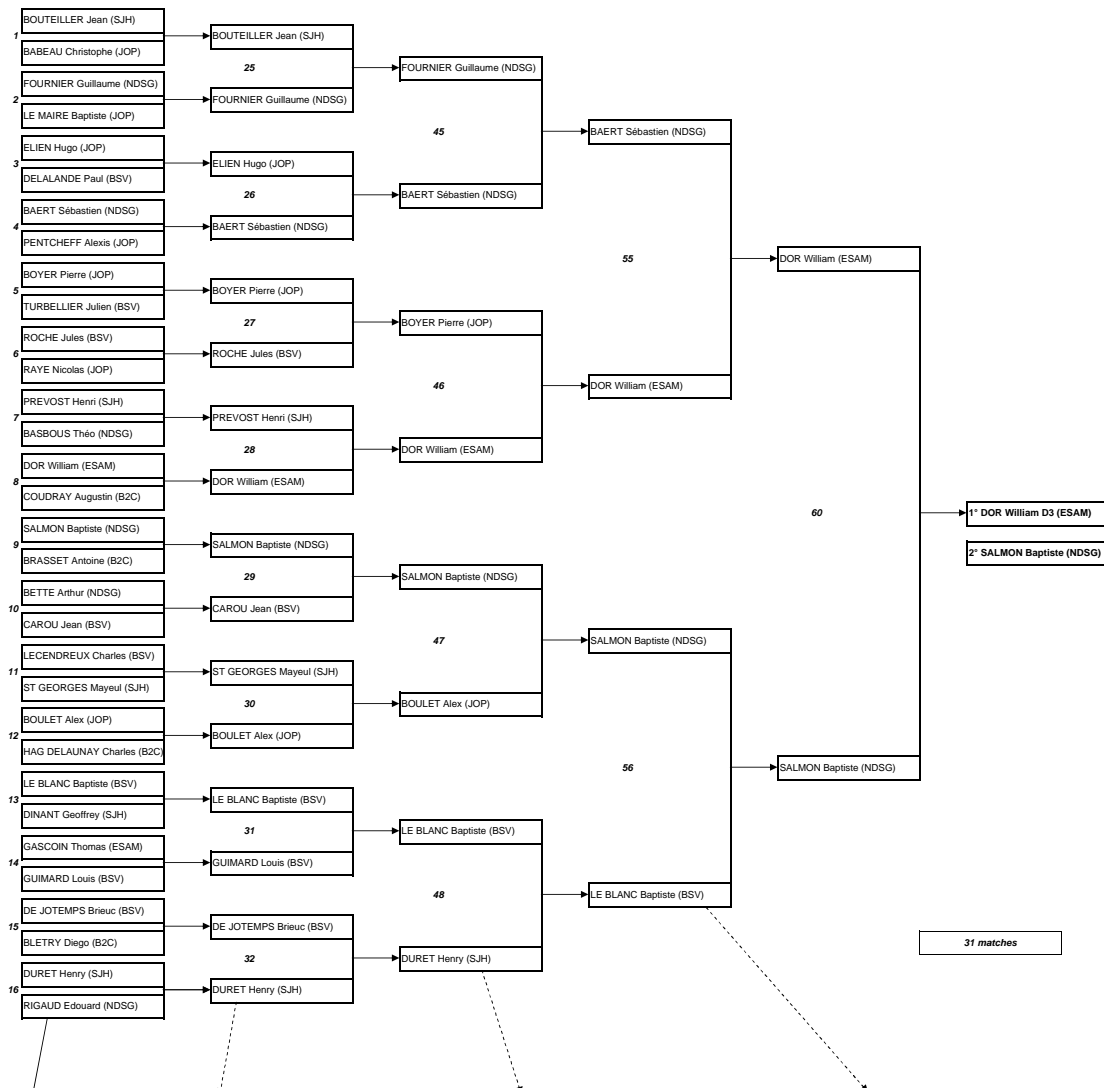 BOUTEILLER Jean (SJH)
1
BABEAU Christophe (JOP)
FOURNIER Guillaume (NDSG)
2
LE MAIRE Baptiste (JOP)
ELIEN Hugo (JOP)
3
DELALANDE Paul (BSV)
BAERT Sébastien (NDSG)
4
PENTCHEFF Alexis (JOP)
BOYER Pierre (JOP)
5
TURBELLIER Julien (BSV)
ROCHE Jules (BSV)
6
RAYE Nicolas (JOP)
PREVOST Henri (SJH)
7
BASBOUS Théo (NDSG)
DOR William (ESAM)
8
COUDRAY Augustin (B2C)
SALMON Baptiste (NDSG)
9
BRASSET Antoine (B2C)
BETTE Arthur (NDSG)
10
CAROU Jean (BSV)
LECENDREUX Charles (BSV)
11
ST GEORGES Mayeul (SJH)
BOULET Alex (JOP)
12
HAG DELAUNAY Charles (B2C)
LE BLANC Baptiste (BSV)
13
DINANT Geoffrey (SJH)
GASCOIN Thomas (ESAM)
14
GUIMARD Louis (BSV)
DE JOTEMPS Brieuc (BSV)
15
BLETRY Diego (B2C)
DURET Henry (SJH)
16
RIGAUD Edouard (NDSG)
BOUTEILLER Jean (SJH)
25
FOURNIER Guillaume (NDSG)
ELIEN Hugo (JOP)
26
BAERT Sébastien (NDSG)
BOYER Pierre (JOP)
27
ROCHE Jules (BSV)
PREVOST Henri (SJH)
28
DOR William (ESAM)
SALMON Baptiste (NDSG)
29
CAROU Jean (BSV)
ST GEORGES Mayeul (SJH)
30
BOULET Alex (JOP)
LE BLANC Baptiste (BSV)
31
GUIMARD Louis (BSV)
DE JOTEMPS Brieuc (BSV)
32
DURET Henry (SJH)
FOURNIER Guillaume (NDSG)
45
BAERT Sébastien (NDSG)
BOYER Pierre (JOP)
46
DOR William (ESAM)
SALMON Baptiste (NDSG)
47
BOULET Alex (JOP)
LE BLANC Baptiste (BSV)
48
DURET Henry (SJH)
BAERT Sébastien (NDSG)
55
DOR William (ESAM)
SALMON Baptiste (NDSG)
56
LE BLANC Baptiste (BSV)
DOR William (ESAM)
60
SALMON Baptiste (NDSG)
1° DOR William D3 (ESAM)
2° SALMON Baptiste (NDSG)
31 matches